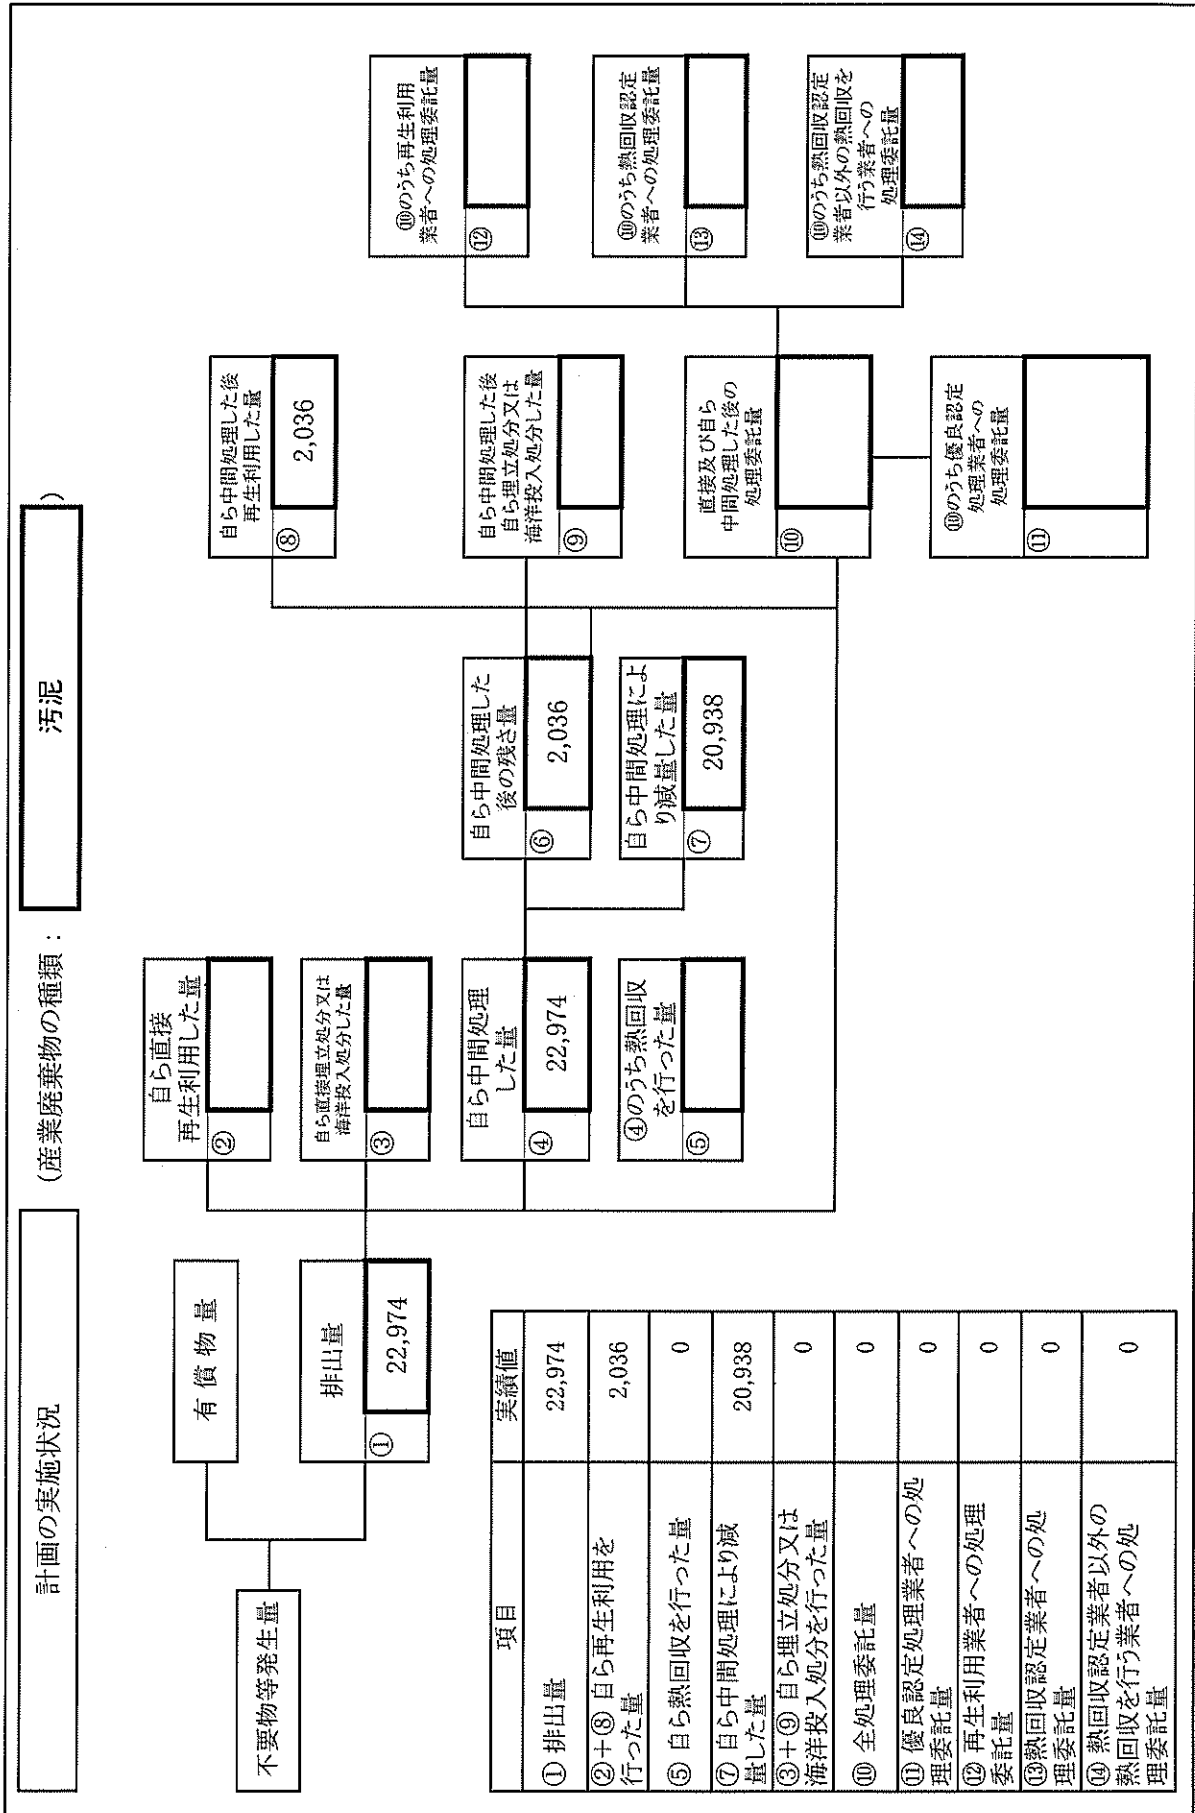 計画の実施状況
(産業廃棄物の種類：
汚泥
)
不要物等発生量
有償物量
排出量
①
22,974
自ら直接
再生利用した量
②
自ら直接埋立処分又は
海洋投入処分した量
③
自ら中間処理
した量
④
22,974
④のうち熱回収
を行った量
⑤
自ら中間処理した
後の残さ量
⑥
2,036
自ら中間処理によ
り減量した量
⑦
20,938
自ら中間処理した後
再生利用した量
⑧
2,036
自ら中間処理した後
自ら埋立処分又は
海洋投入処分した量
⑨
直接及び自ら
中間処理した後の
処理委託量
⑩
⑩のうち優良認定
処理業者への
処理委託量
⑪
⑩のうち再生利用
業者への処理委託量
⑫
⑩のうち熱回収認定
業者への処理委託量
⑬
⑩のうち熱回収認定
業者以外の熱回収を
行う業者への
処理委託量
⑭
項目
実績値
① 排出量
22,974
②+⑧ 自ら再生利用を
行った量
2,036
⑤ 自ら熱回収を行った量
0
⑦ 自ら中間処理により減
量した量
20,938
③+⑨ 自ら埋立処分又は
海洋投入処分を行った量
0
⑩ 全処理委託量
0
⑪ 優良認定処理業者への処
理委託量
0
⑫ 再生利用業者への処理
委託量
0
⑬熱回収認定業者への処
理委託量
0
⑭ 熱回収認定業者以外の
熱回収を行う業者への処
理委託量
0